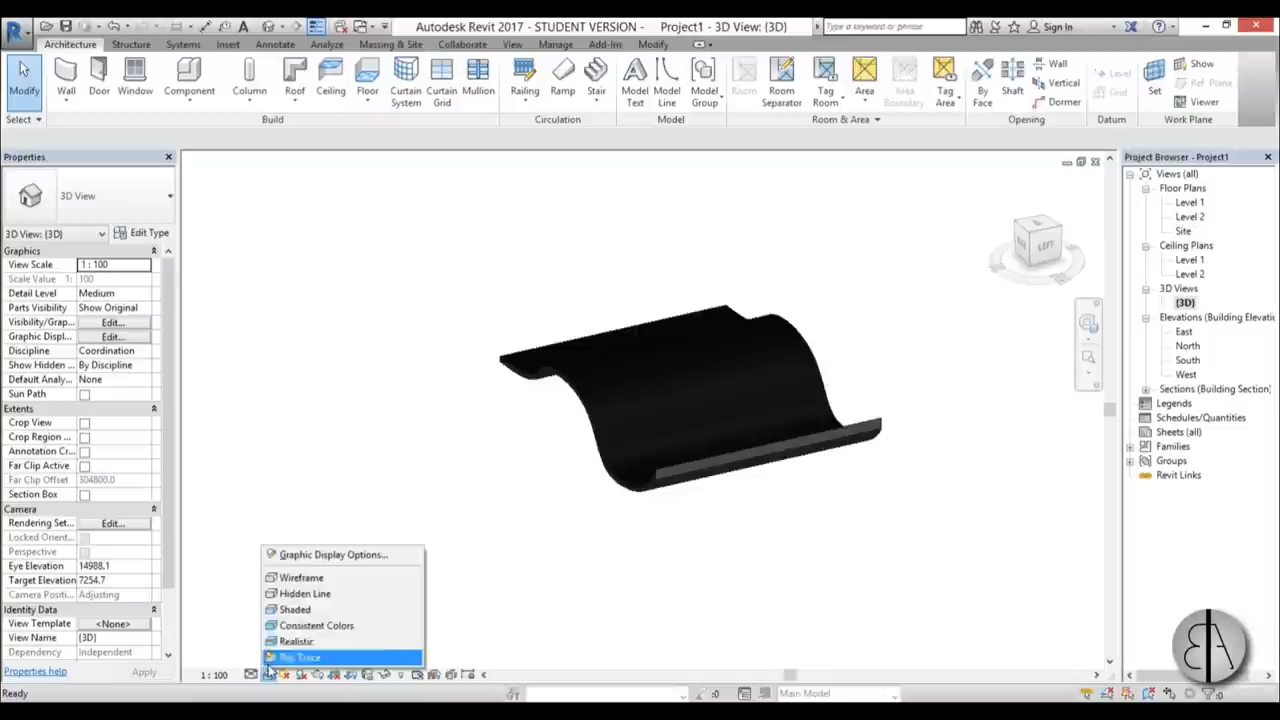 Autodesk Revit 2017 - STUDENT VERSION - Project1 - 3D View: {3D}
Type a keyword or phrase
Sign In
Architecture Structure Systems Insert Annotate Analyze Massing & Site Collaborate View Manage Add-Ins Modify
Modify Wall Door Window Component Column Roof Ceiling Floor Curtain System Curtain Grid Mullion Railing Ramp Stair Model Text Model Line Model Group Room Room Separator Tag Room Area Area Boundary Tag Area By Face Shaft Wall Vertical Dormer Level Grid Set Show Ref Plane Viewer
Select Build Circulation Model Room & Area Opening Datum Work Plane
Properties
3D View
3D View: {3D} Edit Type
Graphics
View Scale 1 : 100
Scale Value 1: 100
Detail Level Medium
Parts Visibility Show Original
Visibility/Grap... Edit...
Graphic Displ... Edit...
Discipline Coordination
Show Hidden ... By Discipline
Default Analy... None
Sun Path
Extents
Crop View
Crop Region ...
Annotation Cr...
Far Clip Active
Far Clip Offset 304800.0
Section Box
Camera
Rendering Set... Edit...
Locked Orient...
Perspective
Eye Elevation 14988.1
Target Elevation 7254.7
Camera Positi... Adjusting
Identity Data
View Template <None>
View Name {3D}
Dependency Independent
Properties help Apply
LEFT
Graphic Display Options...
Wireframe
Hidden Line
Shaded
Consistent Colors
Realistic
Ray Trace
1 : 100
Project Browser - Project1
Views (all)
Floor Plans
Level 1
Level 2
Site
Ceiling Plans
Level 1
Level 2
3D Views
{3D}
Elevations (Building Elevatio
East
North
South
West
Sections (Building Section)
Legends
Schedules/Quantities
Sheets (all)
Families
Groups
Revit Links
Ready :0 Main Model :0